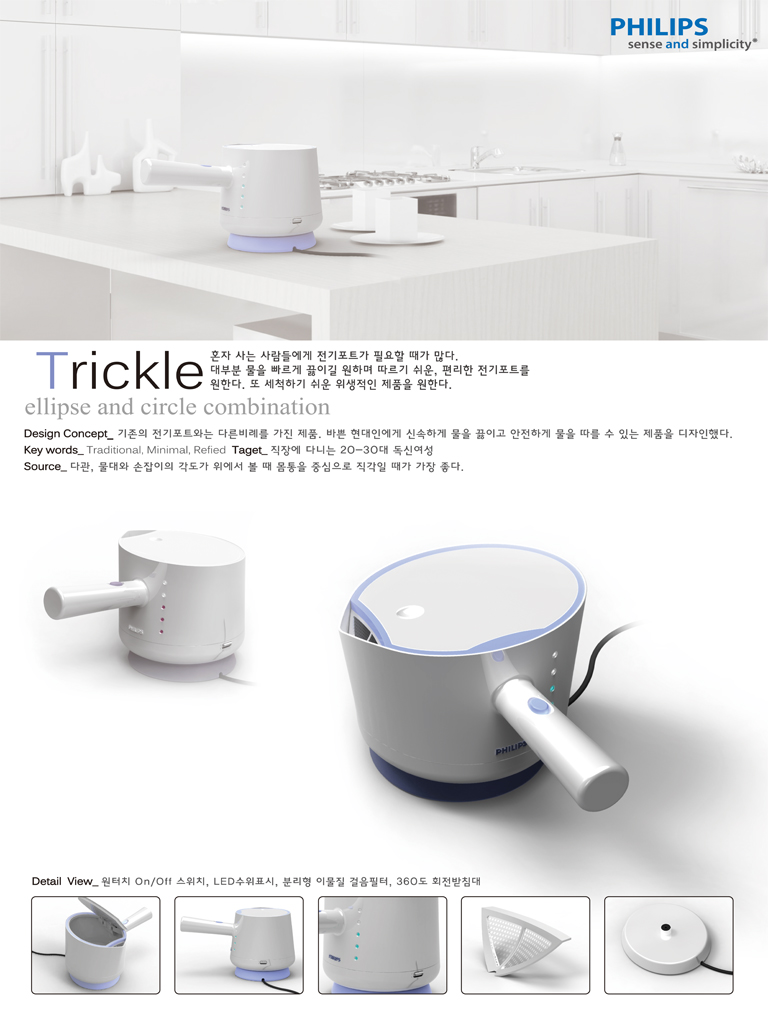 PHILIPS
sense and simplicity*
Trickle
혼자 사는 사람들에게 전기포트가 필요할 때가 많다.
대부분 물을 빠르게 끓이길 원하며 따르기 쉬운, 편리한 전기포트를
원한다. 또 세척하기 쉬운 위생적인 제품을 원한다.
ellipse and circle combination
Design Concept_ 기존의 전기포트와는 다른비례를 가진 제품. 바쁜 현대인에게 신속하게 물을 끓이고 안전하게 물을 따를 수 있는 제품을 디자인했다.
Key words_ Traditional, Minimal, Refied Taget_ 직장에 다니는 20-30대 독신여성
Source_ 다관, 물대와 손잡이의 각도가 위에서 볼 때 몸통을 중심으로 직각일 때가 가장 좋다.
PHILIPS
PHILIPS
Detail View_ 원터치 On/Off 스위치, LED수위표시, 분리형 이물질 걸음필터, 360도 회전받침대